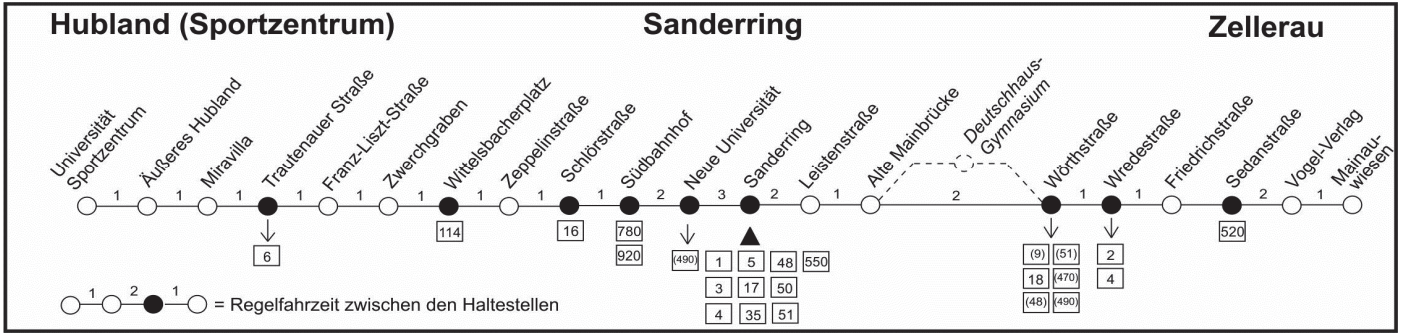 Hubland (Sportzentrum)
Sanderring
Zellerau
Universität
Sportzentrum
Äußeres Hubland
Miravilla
Trautenauer Straße
Franz-Liszt-Straße
Zwerchgraben
Wittelsbacherplatz
Zeppelinstraße
Schlörstraße
Südbahnhof
Neue Universität
Sanderring
Leistenstraße
Alte Mainbrücke
Deutschhaus-
Gymnasium
Wörthstraße
Wredestraße
Friedrichstraße
Sedanstraße
Vogel-Verlag
Mainau-
wiesen
1 1 1 1 1 1 1 1 1 2 3 2 1 2 1 1 1 2 1
6
114
16
780
920
(490)
1 5 48 550
3 17 50
4 35 51
(9) (51)
18 (470)
(48) (490)
2
4
520
1 2 1 = Regelfahrzeit zwischen den Haltestellen